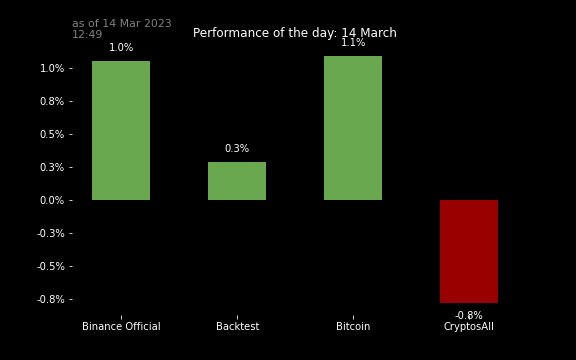 as of 14 Mar 2023
12:49
Performance of the day: 14 March
1.0%
1.1%
1.0%
0.8%
0.3%
0.5%
0.3%
0.0%
-0.3%
-0.5%
-0.8%
-0.8%
Binance Official
Backtest
Bitcoin
CryptosAll